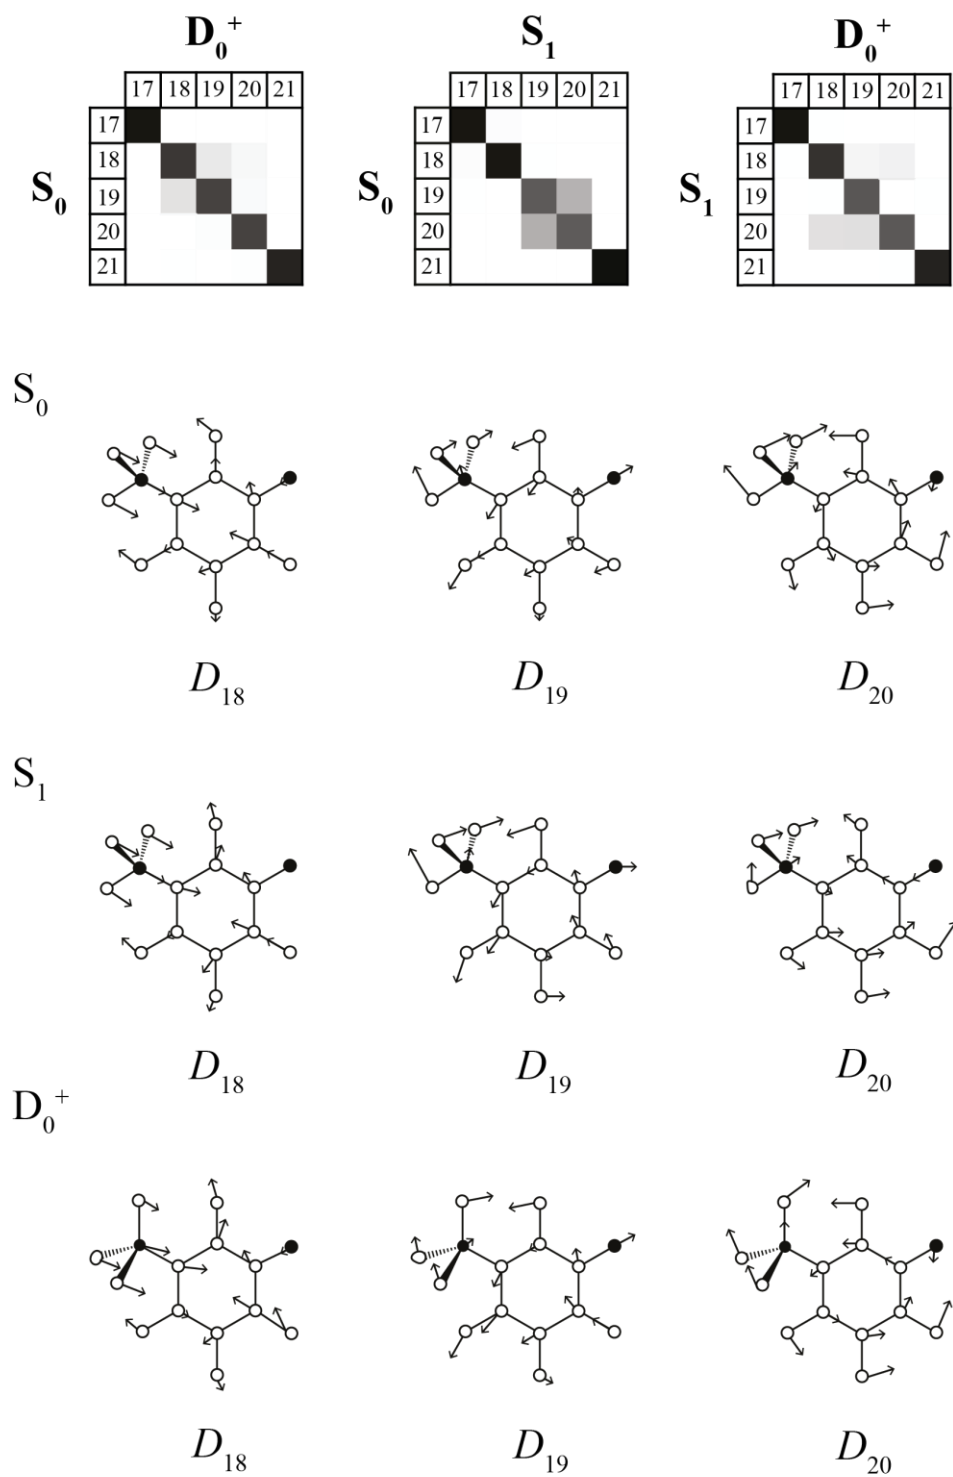 D₀⁺ S₁ D₀⁺
17 18 19 20 21 17 18 19 20 21 17 18 19 20 21
17 17 17
18 18 18
S₀ 19 S₀ 19 S₁ 19
20 20 20
21 21 21
S₀
D₁₈ D₁₉ D₂₀
S₁
D₁₈ D₁₉ D₂₀
D₀⁺
D₁₈ D₁₉ D₂₀